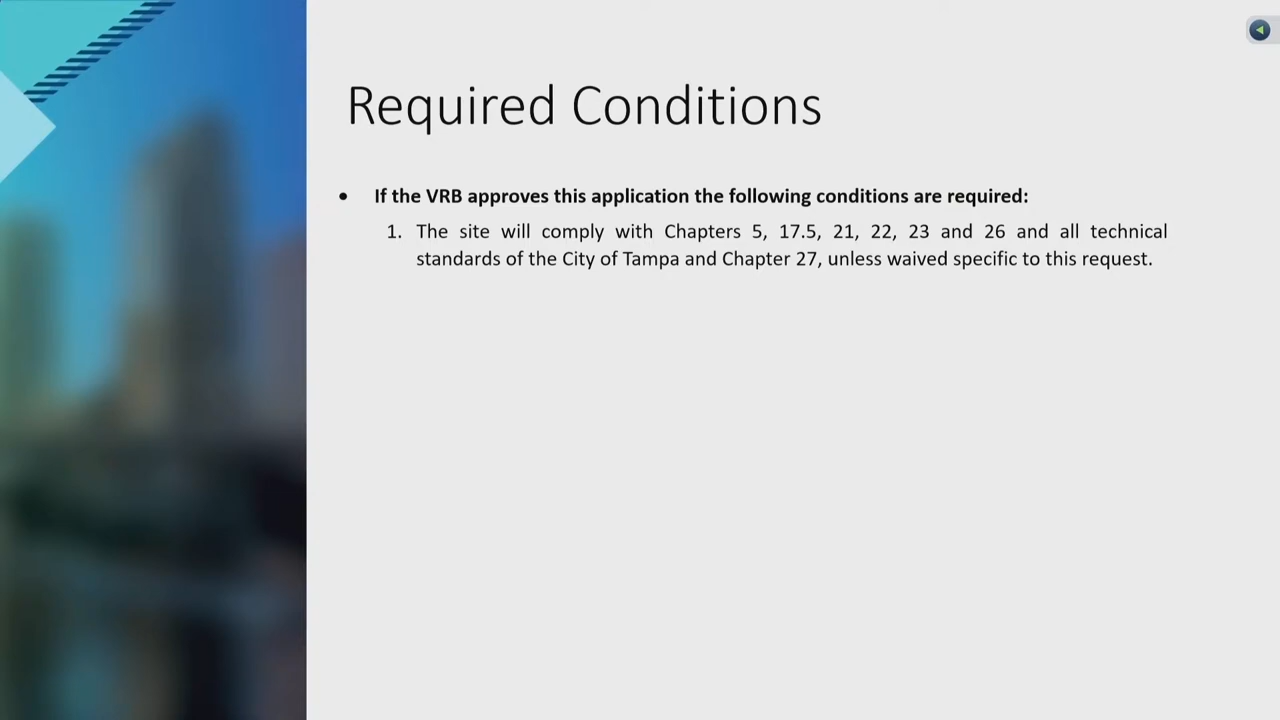 Required Conditions
• If the VRB approves this application the following conditions are required:
1. The site will comply with Chapters 5, 17.5, 21, 22, 23 and 26 and all technical
standards of the City of Tampa and Chapter 27, unless waived specific to this request.